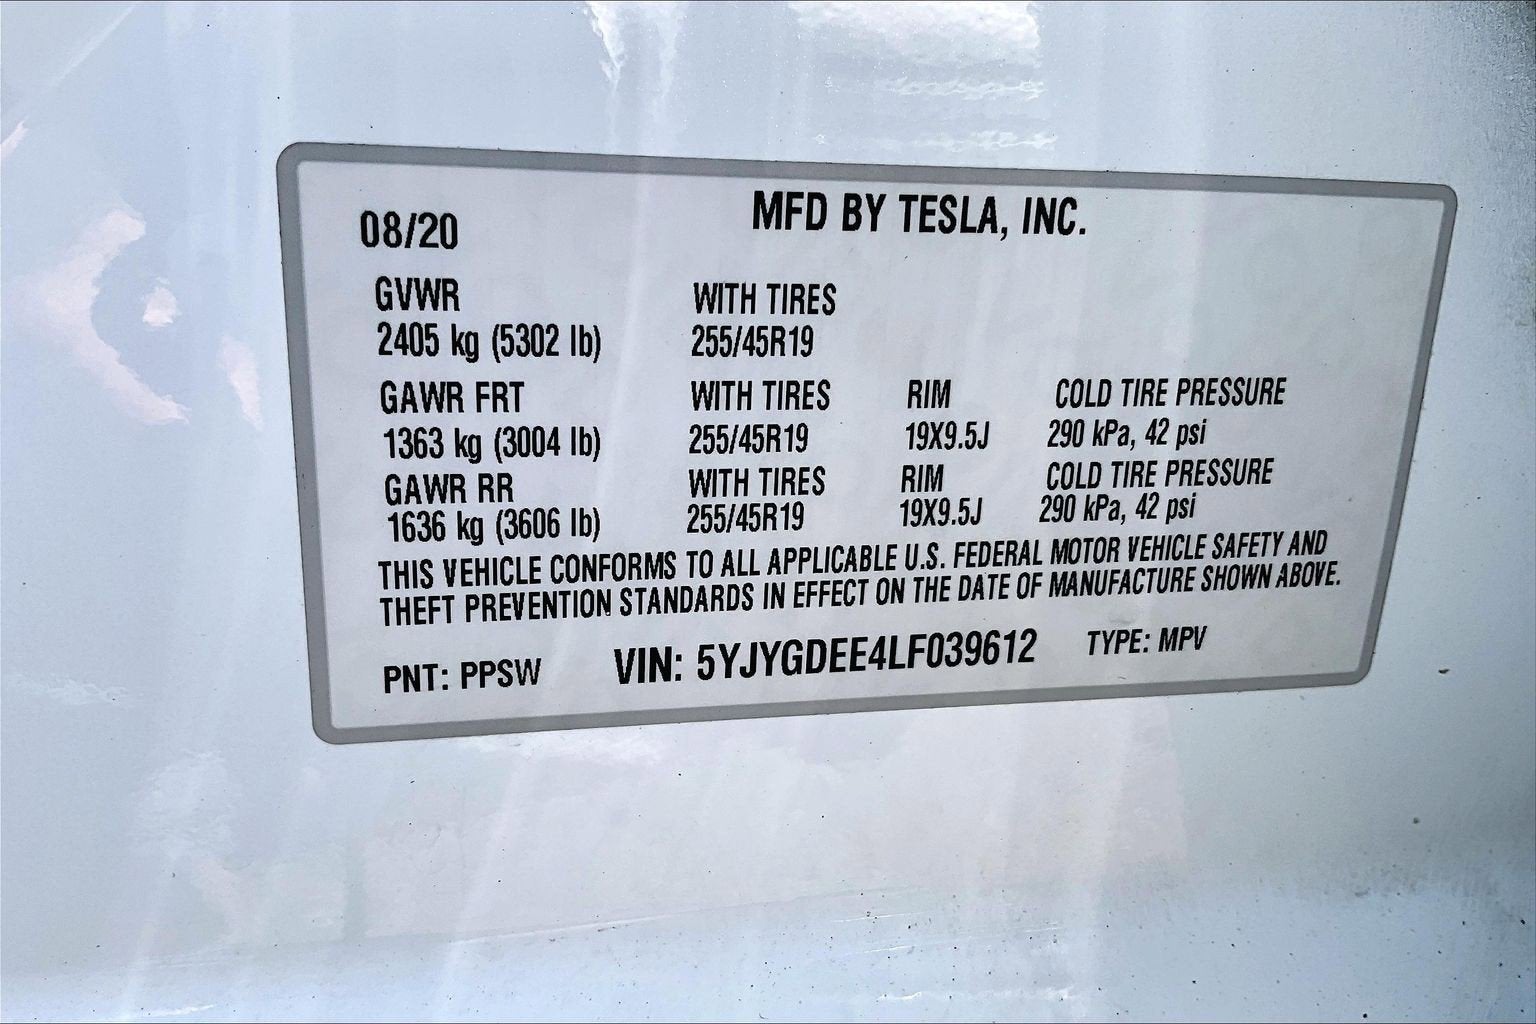 08/20 MFD BY TESLA, INC.
GVWR WITH TIRES
2405 kg (5302 lb) 255/45R19
GAWR FRT WITH TIRES RIM COLD TIRE PRESSURE
1363 kg (3004 lb) 255/45R19 19X9.5J 290 kPa, 42 psi
GAWR RR WITH TIRES RIM COLD TIRE PRESSURE
1636 kg (3606 lb) 255/45R19 19X9.5J 290 kPa, 42 psi
THIS VEHICLE CONFORMS TO ALL APPLICABLE U.S. FEDERAL MOTOR VEHICLE SAFETY AND
THEFT PREVENTION STANDARDS IN EFFECT ON THE DATE OF MANUFACTURE SHOWN ABOVE.
PNT: PPSW VIN: 5YJYGDEE4LF039612 TYPE: MPV